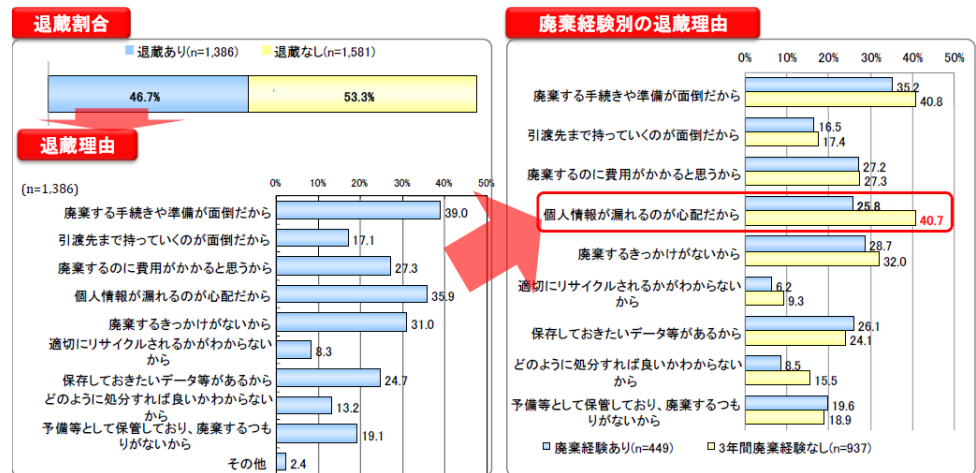 退蔵割合
退蔵あり(n=1,386) 退蔵なし(n=1,581)
46.7% 53.3%
退蔵理由
(n=1,386)
0% 10% 20% 30% 40% 50%
廃棄する手続きや準備が面倒だから 39.0
引渡先まで持っていくのが面倒だから 17.1
廃棄するのに費用がかかると思うから 27.3
個人情報が漏れるのが心配だから 35.9
廃棄するきっかけがないから 31.0
適切にリサイクルされるかがわからない
から 8.3
保存しておきたいデータ等があるから 24.7
どのように処分すれば良いかわからない
から 13.2
予備等として保管しており、廃棄するつも
りがないから 19.1
その他 2.4
廃棄経験別の退蔵理由
0% 10% 20% 30% 40% 50%
廃棄する手続きや準備が面倒だから 35.2
40.8
引渡先まで持っていくのが面倒だから 16.5
17.4
廃棄するのに費用がかかると思うから 27.2
27.3
個人情報が漏れるのが心配だから 25.8
40.7
廃棄するきっかけがないから 28.7
32.0
適切にリサイクルされるかがわからない
から 6.2
9.3
保存しておきたいデータ等があるから 26.1
24.1
どのように処分すれば良いかわからない
から 8.5
15.5
予備等として保管しており、廃棄するつも
りがないから 19.6
18.9
廃棄経験あり(n=449) 3年間廃棄経験なし(n=937)